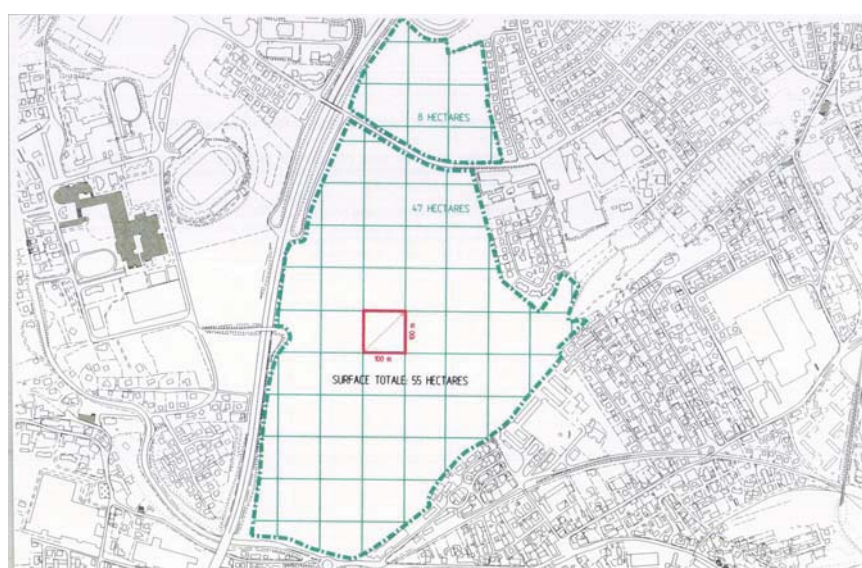 8 HECTARES
47 HECTARES
100 m
100 m
SURFACE TOTALE: 55 HECTARES